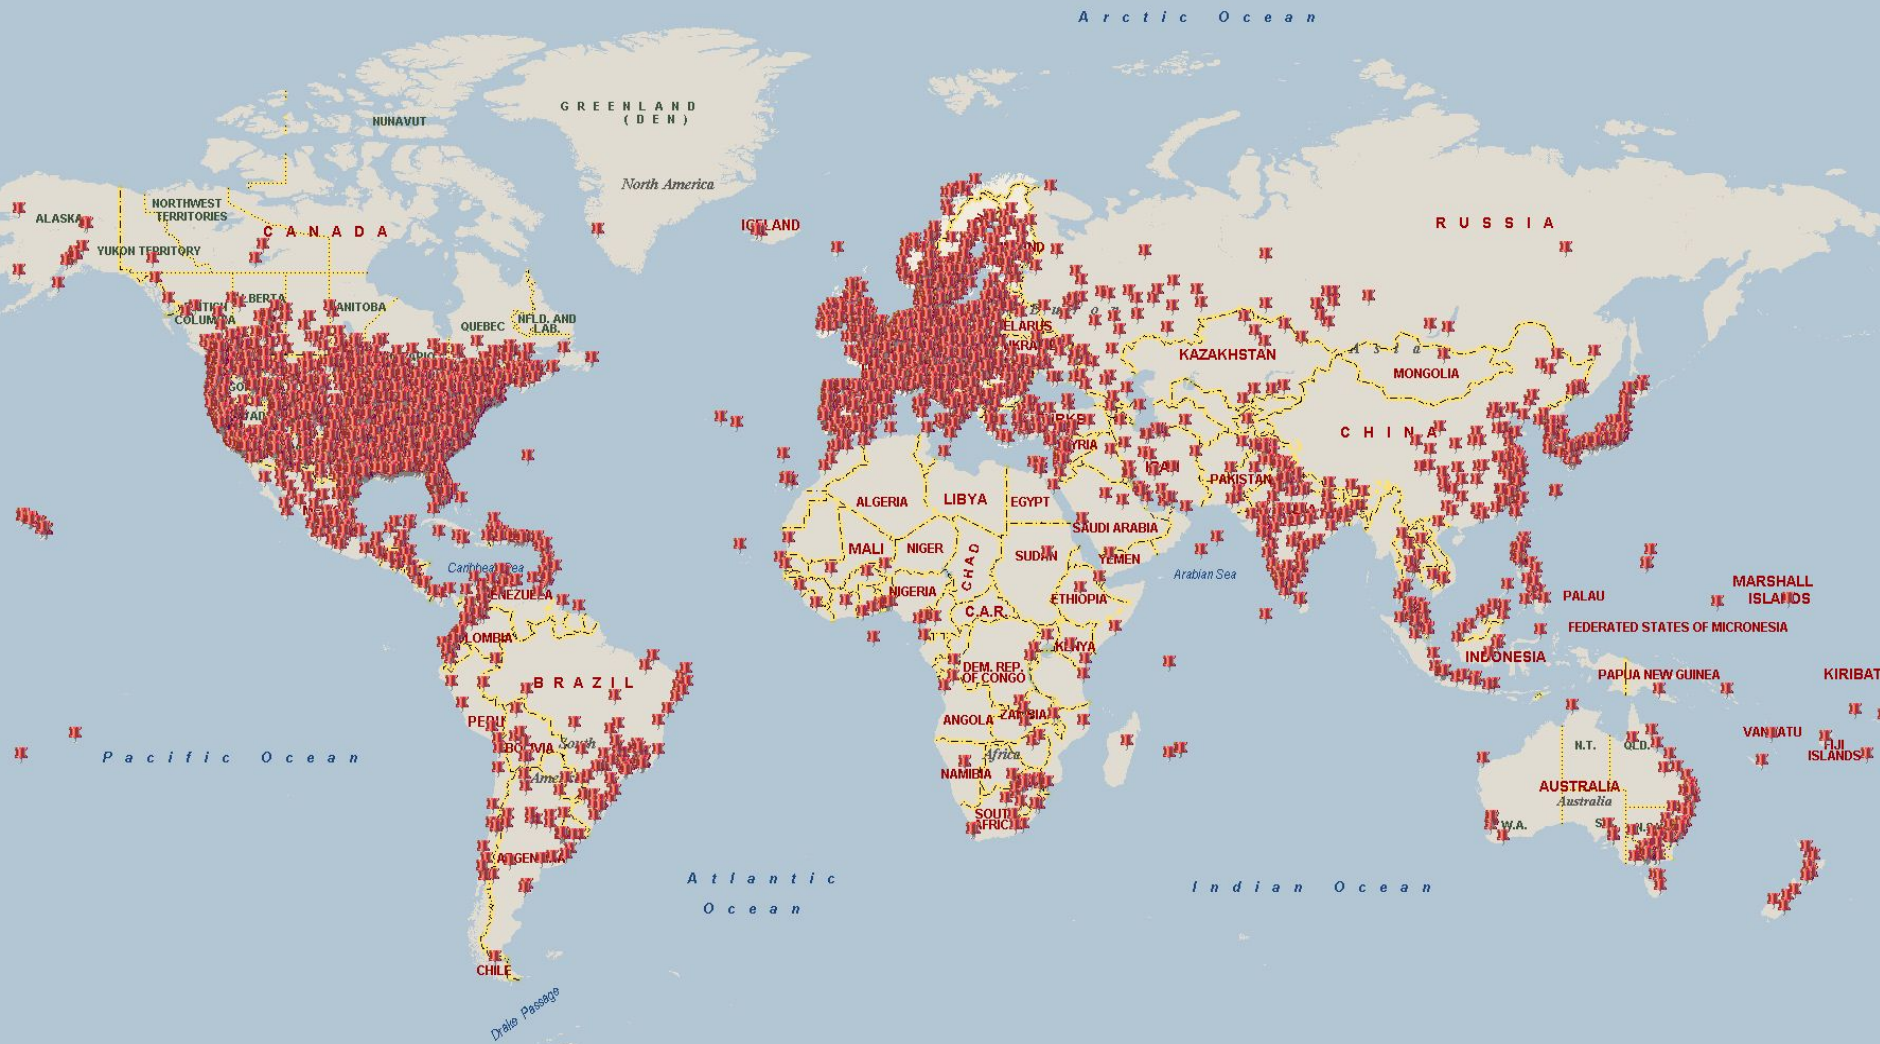 Arctic Ocean
GREENLAND
(DEN)
NUNAVUT
North America
NORTHWEST
TERRITORIES
ALASKA
CANADA
YUKON TERRITORY
ICELAND
RUSSIA
QUEBEC
NFLD. AND
LAB.
KAZAKHSTAN
Asia
MONGOLIA
CHINA
PAKISTAN
ALGERIA
LIBYA
EGYPT
SAUDI ARABIA
MALI
NIGER
CHAD
SUDAN
YEMEN
Caribbean Sea
Arabian Sea
NIGERIA
ETHIOPIA
C.A.R.
KENYA
DEM. REP.
OF CONGO
MARSHALL
ISLANDS
PALAU
FEDERATED STATES OF MICRONESIA
INDONESIA
PAPUA NEW GUINEA
KIRIBAT
BRAZIL
PERU
BOLIVIA
South
ANGOLA
ZAMBIA
Africa
NAMIBIA
VANUATU
FIJI
ISLANDS
N.T.
QLD.
AUSTRALIA
Australia
W.A.
Pacific Ocean
Atlantic
Ocean
Indian Ocean
CHILE
Drake Passage